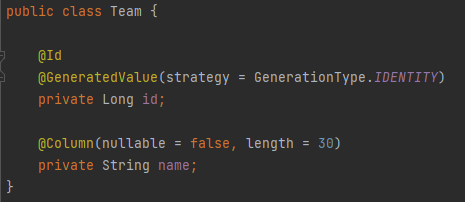 public class Team {
@Id
@GeneratedValue(strategy = GenerationType.IDENTITY)
private Long id;
@Column(nullable = false, length = 30)
private String name;
}